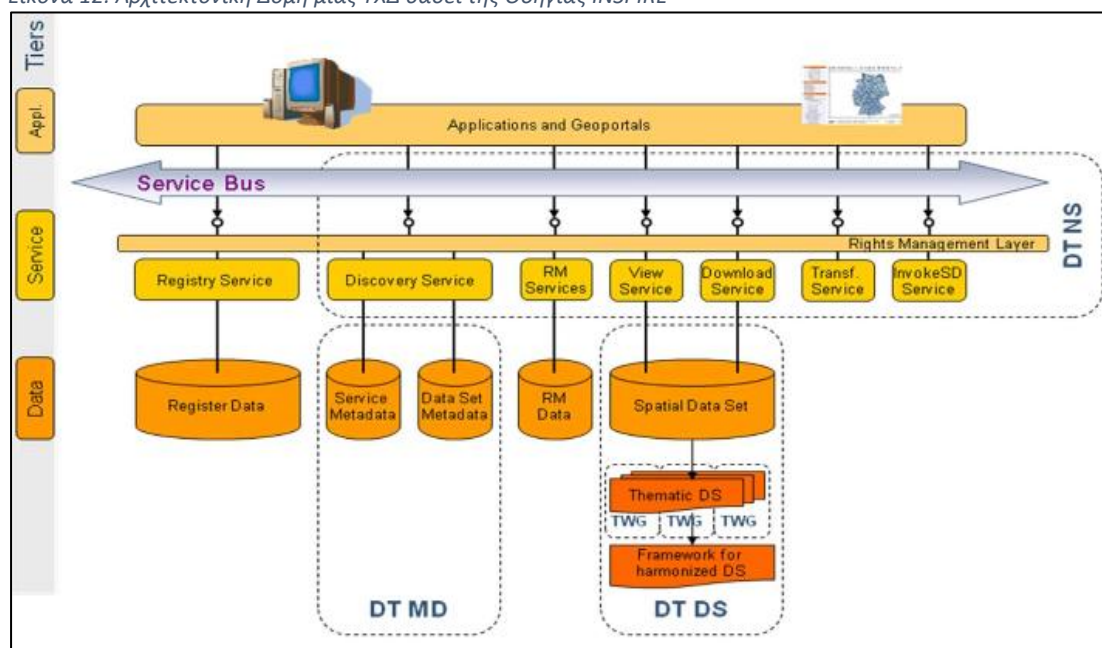 Εικόνα 12: Αρχιτεκτονική Δομή μιας ΥΧΔ βάσει της Οδηγίας INSPIRE
Tiers
Appl.
Applications and Geoportals
Service Bus
DT NS
Service
Rights Management Layer
Registry Service
Discovery Service
RM
Services
View
Service
Download
Service
Transf.
Service
InvokeSD
Service
Data
Register Data
Service
Metadata
Data Set
Metadata
RM
Data
Spatial Data Set
Thematic DS
TWG TWG TWG
Framework for
harmonized DS
DT MD
DT DS